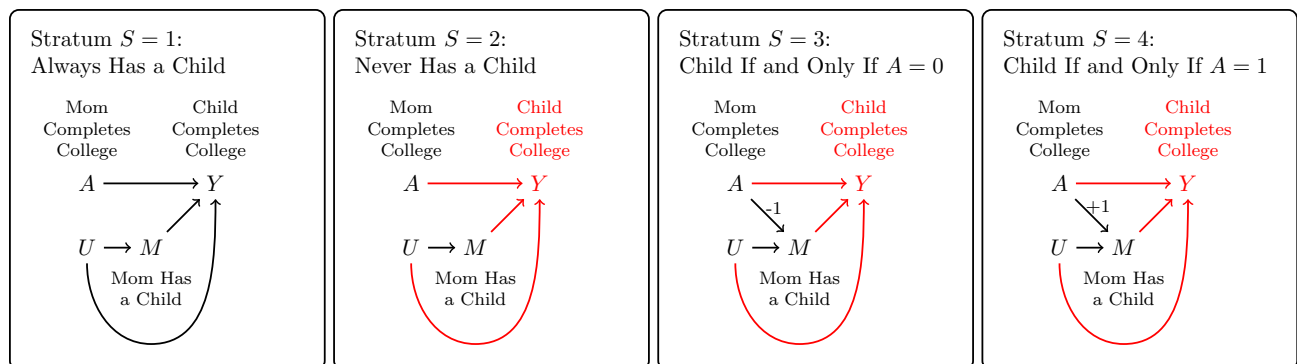 Stratum S = 1:
Always Has a Child
Mom
Completes
College
Child
Completes
College
A
Y
U
M
Mom Has
a Child
Stratum S = 2:
Never Has a Child
Mom
Completes
College
Child
Completes
College
A
Y
U
M
Mom Has
a Child
Stratum S = 3:
Child If and Only If A = 0
Mom
Completes
College
Child
Completes
College
A
Y
-1
U
M
Mom Has
a Child
Stratum S = 4:
Child If and Only If A = 1
Mom
Completes
College
Child
Completes
College
A
Y
+1
U
M
Mom Has
a Child